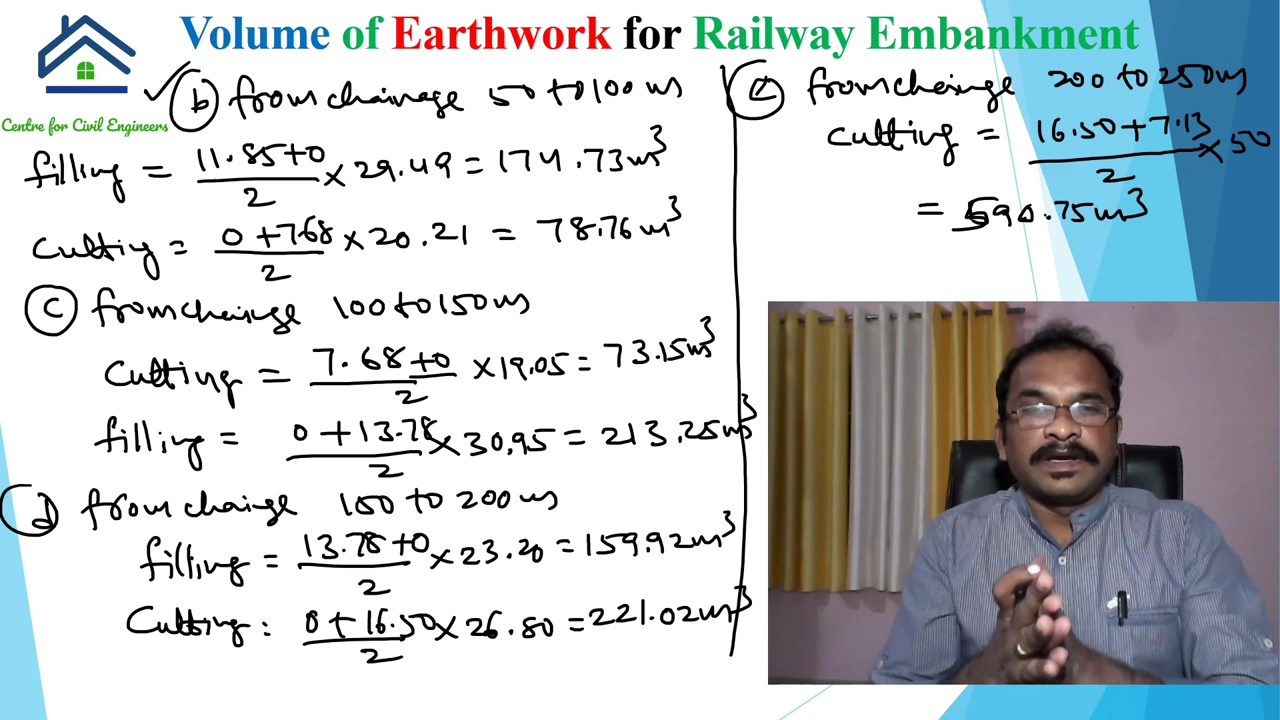 Volume of Earthwork for Railway Embankment
Centre for Civil Engineers
(b) from chainage 50 to 100 m
filling = (11.85+0)/2 × 29.49 = 174.73 m³
Cutting = (0+7.68)/2 × 20.21 = 78.76 m³
(c) from chainge 100 to 150 m
Cutting = (7.68+0)/2 × 19.05 = 73.15 m³
filling = (0+13.78)/2 × 30.95 = 213.25 m³
(d) from chainge 150 to 200 m
filling = (13.78+0)/2 × 23.20 = 159.92 m³
Cutting: (0+16.50)/2 × 26.80 = 221.02 m³
from chainge 200 to 250 m
Cutting = (16.50+7.13)/2 × 50
= 590.75 m³